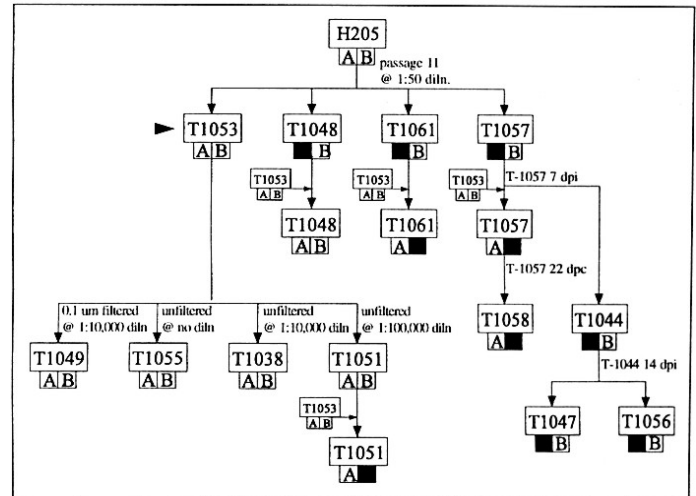 H205
A B
passage 11
@ 1:50 diln.
T1053 T1048 T1061 T1057
A B B B B
T1053 T1053 T1053 T-1057 7 dpi
A B A B A B
T1048 T1061 T1057
A B A A
T-1057 22 dpc
0.1 um filtered unfiltered unfiltered unfiltered
@ 1:10,000 diln @ no diln @ 1:10,000 diln @ 1:100,000 diln
T1058 T1044
A B
T1049 T1055 T1038 T1051
A B A B A B A B
T-1044 14 dpi
T1053
A B
T1047 T1056
B B
T1051
A